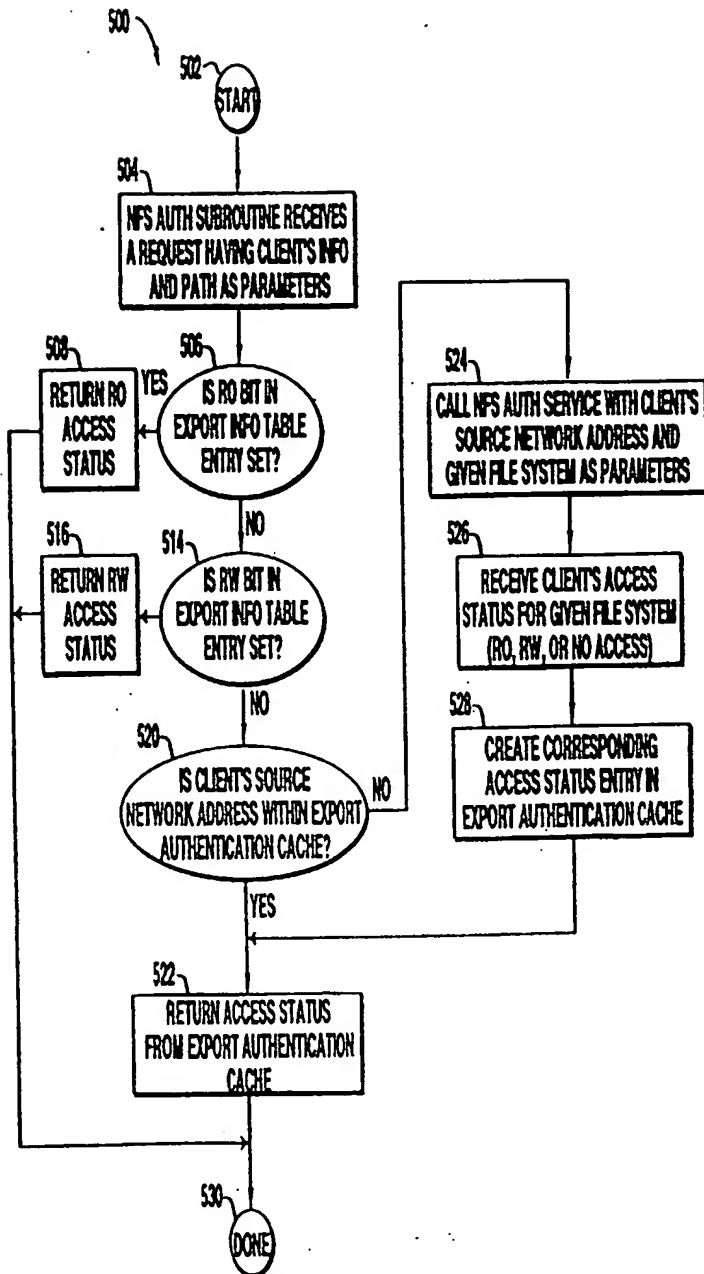 500
502
START
504
NFS AUTH SUBROUTINE RECEIVES
A REQUEST HAVING CLIENT'S INFO
AND PATH AS PARAMETERS
506
IS RO BIT IN
EXPORT INFO TABLE
ENTRY SET?
YES
508
RETURN RO
ACCESS
STATUS
NO
514
IS RW BIT IN
EXPORT INFO TABLE
ENTRY SET?
516
RETURN RW
ACCESS
STATUS
NO
520
IS CLIENT'S SOURCE
NETWORK ADDRESS WITHIN EXPORT
AUTHENTICATION CACHE?
NO
YES
524
CALL NFS AUTH SERVICE WITH CLIENT'S
SOURCE NETWORK ADDRESS AND
GIVEN FILE SYSTEM AS PARAMETERS
526
RECEIVE CLIENT'S ACCESS
STATUS FOR GIVEN FILE SYSTEM
(RO, RW, OR NO ACCESS)
528
CREATE CORRESPONDING
ACCESS STATUS ENTRY IN
EXPORT AUTHENTICATION CACHE
522
RETURN ACCESS STATUS
FROM EXPORT AUTHENTICATION
CACHE
530
DONE